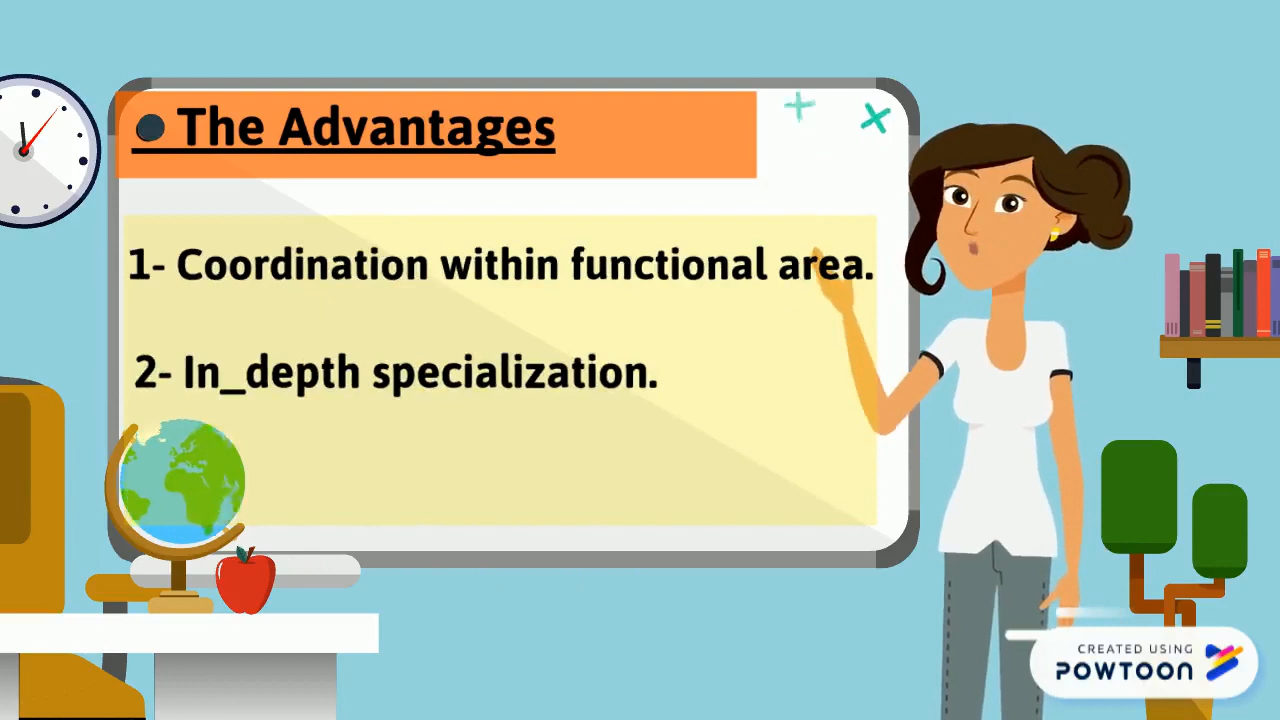 The Advantages
1- Coordination within functional area.
2- In_depth specialization.
CREATED USING
POWTOON